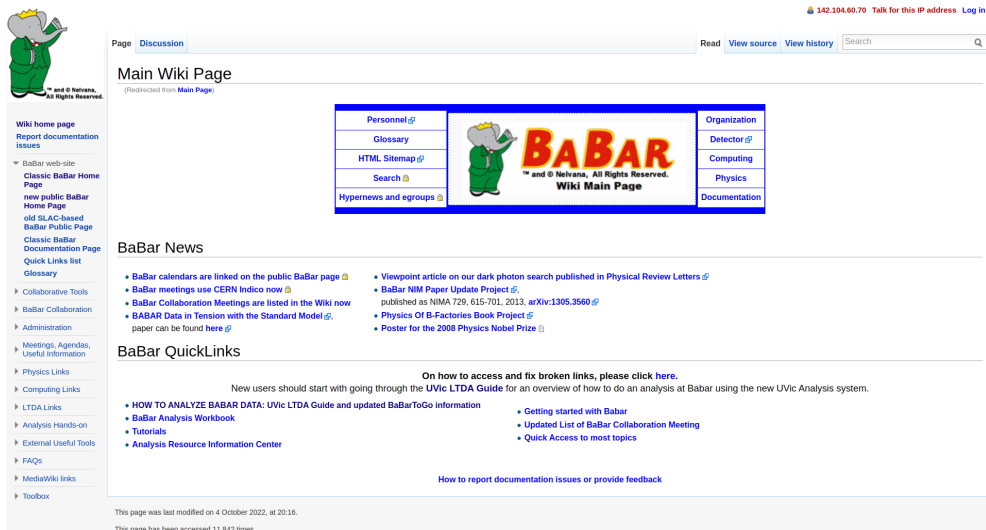 142.104.60.70 Talk for this IP address Log in
Page Discussion
Read View source View history
Search
™ and © Nelvana,
All Rights Reserved.
Main Wiki Page
(Redirected from Main Page)
Wiki home page
Report documentation
issues
BaBar web-site
Classic BaBar Home
Page
new public BaBar
Home Page
old SLAC-based
BaBar Public Page
Classic BaBar
Documentation Page
Quick Links list
Glossary
Collaborative Tools
BaBar Collaboration
Administration
Meetings, Agendas,
Useful Information
Physics Links
Computing Links
LTDA Links
Analysis Hands-on
External Useful Tools
FAQs
MediaWiki links
Toolbox
Personnel
Glossary
HTML Sitemap
Search
Hypernews and egroups
BABAR
™ and © Nelvana, All Rights Reserved.
Wiki Main Page
Organization
Detector
Computing
Physics
Documentation
BaBar News
BaBar calendars are linked on the public BaBar page
BaBar meetings use CERN Indico now
BaBar Collaboration Meetings are listed in the Wiki now
BABAR Data in Tension with the Standard Model,
paper can be found here
Viewpoint article on our dark photon search published in Physical Review Letters
BaBar NIM Paper Update Project,
published as NIMA 729, 615-701, 2013, arXiv:1305.3560
Physics Of B-Factories Book Project
Poster for the 2008 Physics Nobel Prize
BaBar QuickLinks
On how to access and fix broken links, please click here.
New users should start with going through the UVic LTDA Guide for an overview of how to do an analysis at Babar using the new UVic Analysis system.
HOW TO ANALYZE BABAR DATA: UVic LTDA Guide and updated BaBarToGo information
BaBar Analysis Workbook
Tutorials
Analysis Resource Information Center
Getting started with Babar
Updated List of BaBar Collaboration Meeting
Quick Access to most topics
How to report documentation issues or provide feedback
This page was last modified on 4 October 2022, at 20:16.
This page has been accessed 11,842 times.